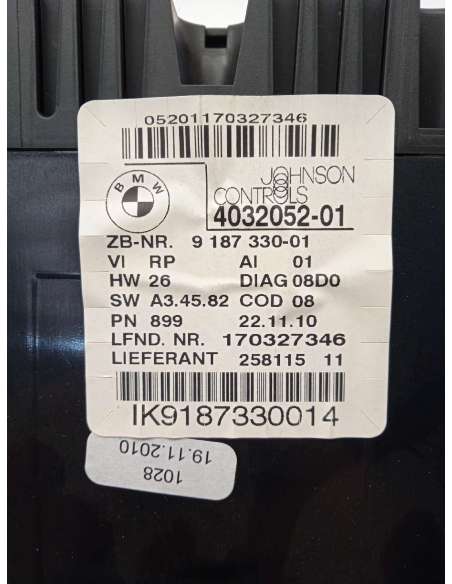 05201170327346
BMW
JOHNSON
CONTROLS
4032052-01
ZB-NR. 9 187 330-01
VI RP AI 01
HW 26 DIAG 08D0
SW A3.45.82 COD 08
PN 899 22.11.10
LFND. NR. 170327346
LIEFERANT 258115 11
IK9187330014
1028
19.11.2010